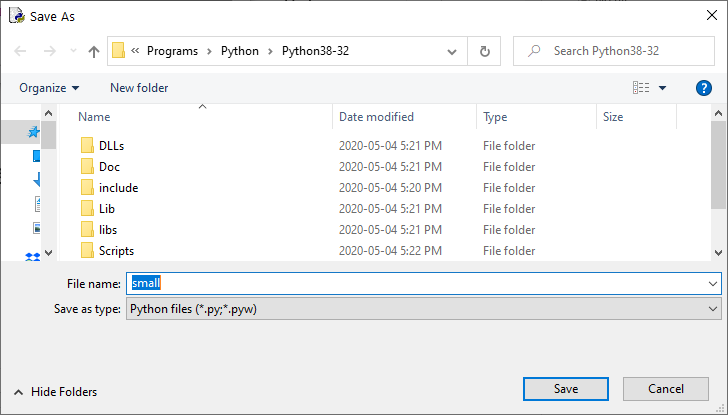 Save As
« Programs > Python > Python38-32
Search Python38-32
Organize
New folder
?
Name Date modified Type Size
DLLs 2020-05-04 5:21 PM File folder
Doc 2020-05-04 5:21 PM File folder
include 2020-05-04 5:20 PM File folder
Lib 2020-05-04 5:21 PM File folder
libs 2020-05-04 5:21 PM File folder
Scripts 2020-05-04 5:22 PM File folder
File name: small
Save as type: Python files (*.py;*.pyw)
Hide Folders
Save
Cancel